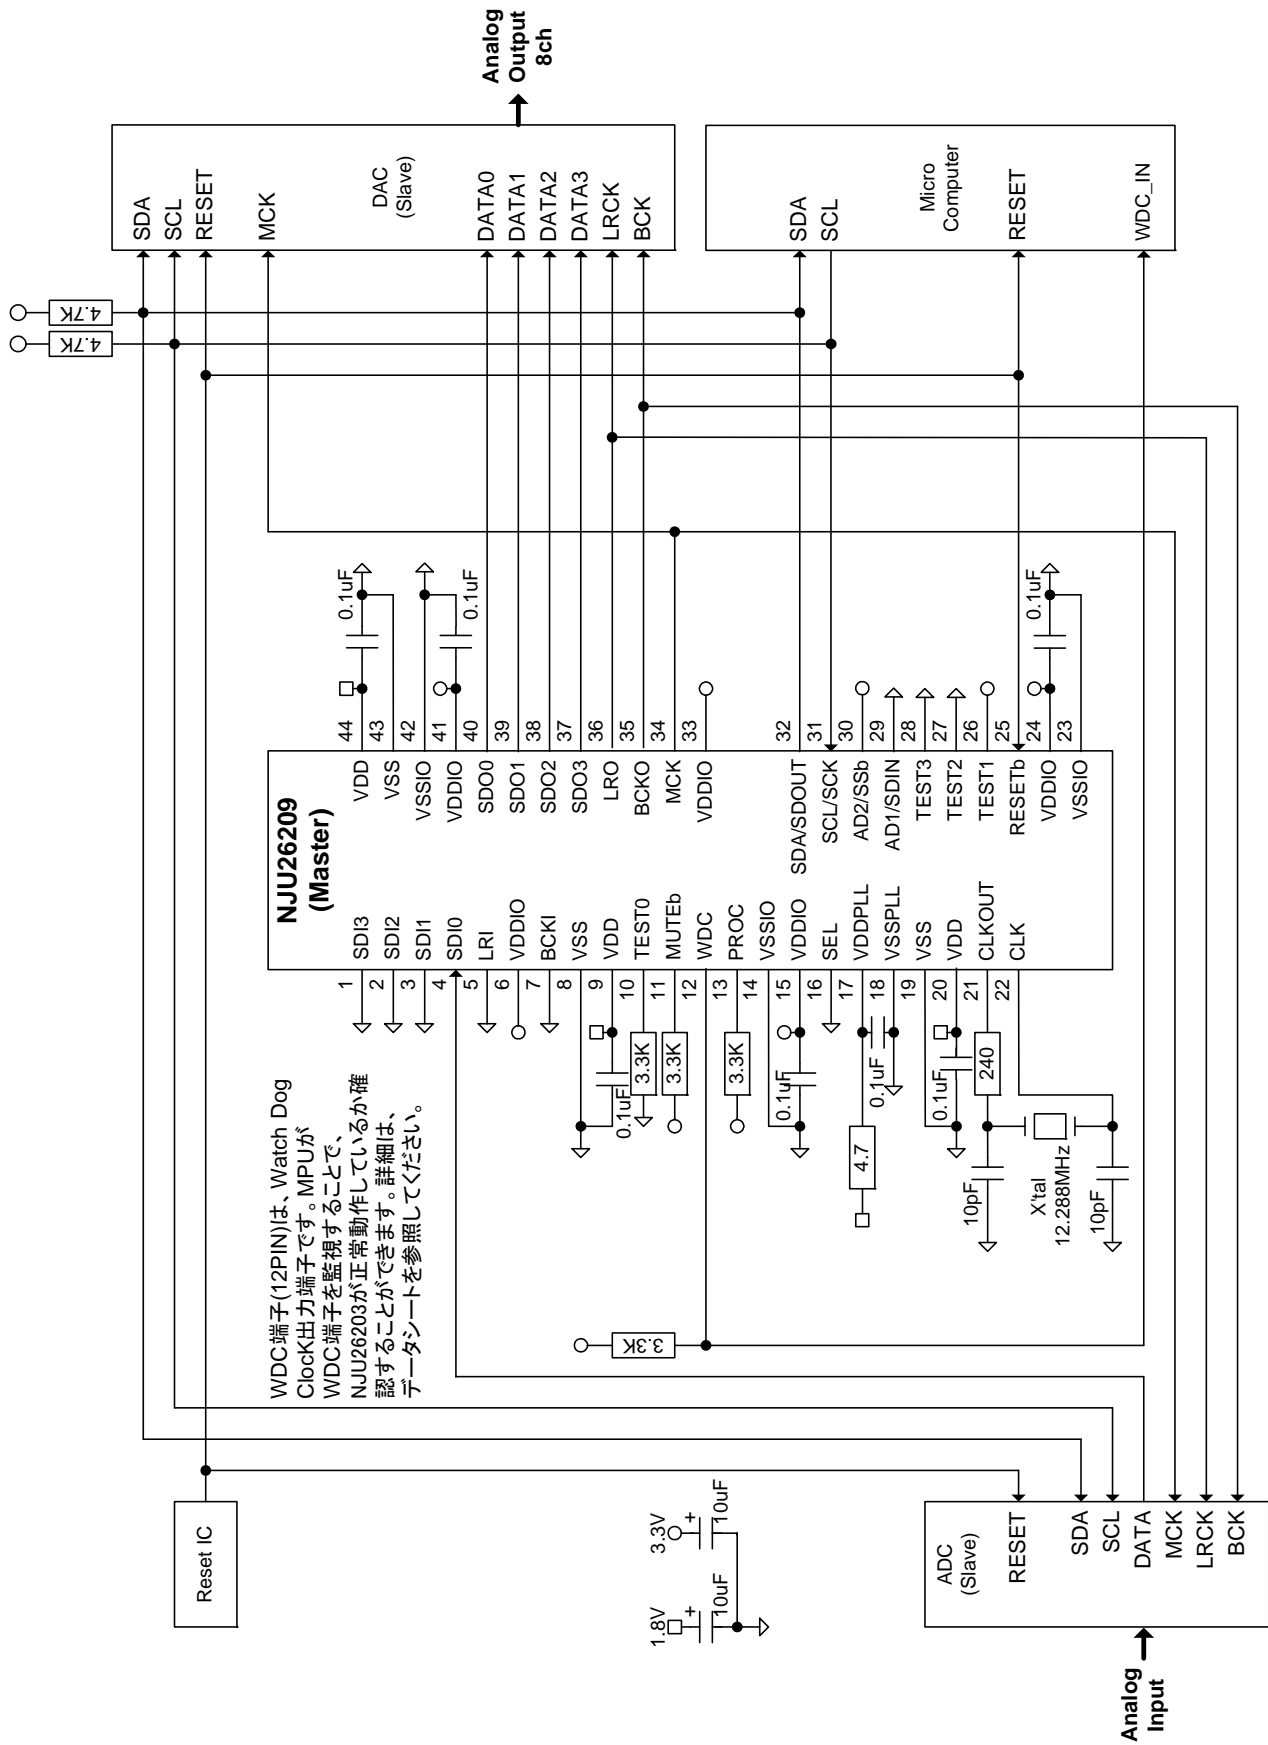 Analog
Output
8ch
SDA
SCL
RESET
MCK
DAC
(Slave)
DATA0
DATA1
DATA2
DATA3
LRCK
BCK
SDA
SCL
Micro
Computer
RESET
WDC_IN
4.7K
4.7K
0.1uF
0.1uF
0.1uF
44
43
42
41
40
39
38
37
36
35
34
33
32
31
30
29
28
27
26
25
24
23
VDD
VSS
VSSIO
VDDIO
SDO0
SDO1
SDO2
SDO3
LRO
BCKO
MCK
VDDIO
SDA/SDOUT
SCL/SCK
AD2/SSb
AD1/SDIN
TEST3
TEST2
TEST1
RESETb
VDDIO
VSSIO
NJU26209
(Master)
SDI3
SDI2
SDI1
SDI0
LRI
VDDIO
BCKI
VSS
VDD
TEST0
MUTEb
WDC
PROC
VSSIO
VDDIO
SEL
VDDPLL
VSSPLL
VSS
VDD
CLKOUT
CLK
1
2
3
4
5
6
7
8
9
10
11
12
13
14
15
16
17
18
19
20
21
22
0.1uF
3.3K
3.3K
3.3K
0.1uF
4.7
0.1uF
0.1uF
240
10pF
X'tal
12.288MHz
10pF
WDC端子(12PIN)は、Watch Dog
ClocK出力端子です。MPUが
WDC端子を監視することで、
NJU26203が正常動作しているか確
認することができます。詳細は、
データシートを参照してください。
3.3K
Reset IC
1.8V
+
10uF
3.3V
+
10uF
ADC
(Slave)
RESET
SDA
SCL
DATA
MCK
LRCK
BCK
Analog
Input